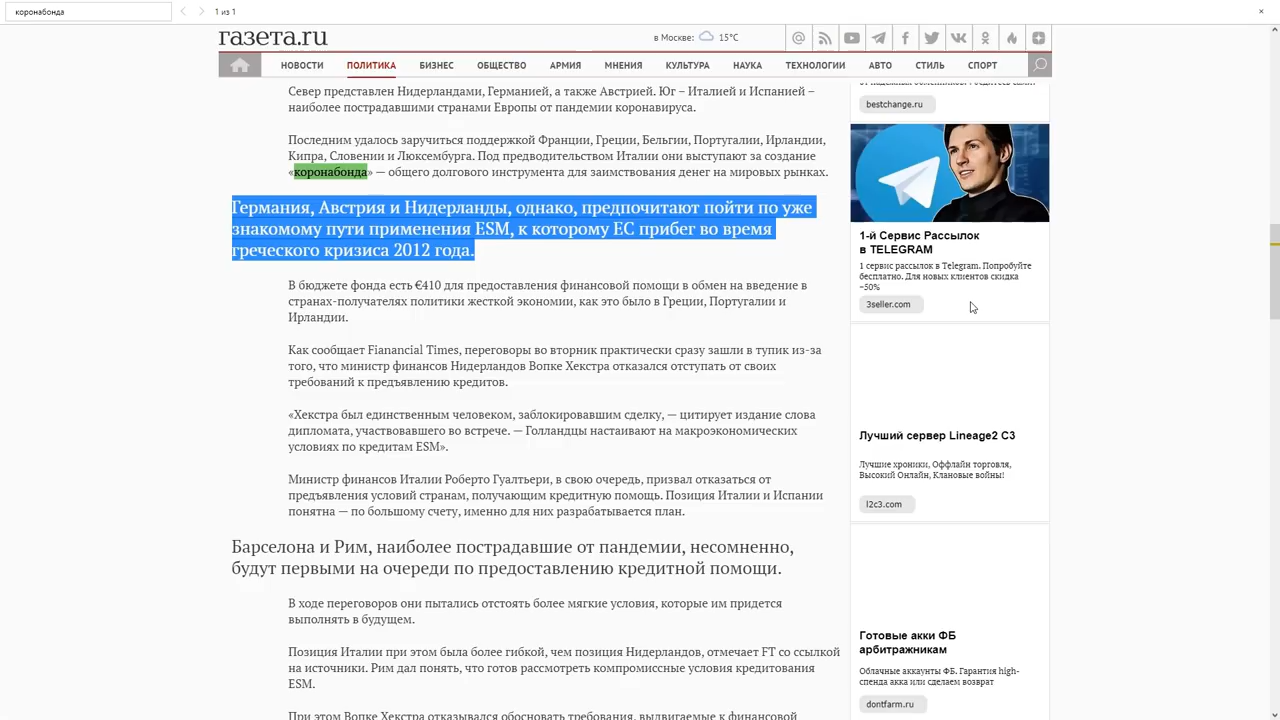 коронабонда
1 из 1
газета.ru
в Москве: 15°C
НОВОСТИ ПОЛИТИКА БИЗНЕС ОБЩЕСТВО АРМИЯ МНЕНИЯ КУЛЬТУРА НАУКА ТЕХНОЛОГИИ АВТО СТИЛЬ СПОРТ
Север представлен Нидерландами, Германией, а также Австрией. Юг – Италией и Испанией –
наиболее пострадавшими странами Европы от пандемии коронавируса.
Последним удалось заручиться поддержкой Франции, Греции, Бельгии, Португалии, Ирландии,
Кипра, Словении и Люксембурга. Под предводительством Италии они выступают за создание
«коронабонда» — общего долгового инструмента для заимствования денег на мировых рынках.
Германия, Австрия и Нидерланды, однако, предпочитают пойти по уже
знакомому пути применения ESM, к которому ЕС прибег во время
греческого кризиса 2012 года.
В бюджете фонда есть €410 для предоставления финансовой помощи в обмен на введение в
странах-получателях политики жесткой экономии, как это было в Греции, Португалии и
Ирландии.
Как сообщает Fianancial Times, переговоры во вторник практически сразу зашли в тупик из-за
того, что министр финансов Нидерландов Вопке Хекстра отказался отступать от своих
требований к предъявлению кредитов.
«Хекстра был единственным человеком, заблокировавшим сделку, — цитирует издание слова
дипломата, участвовавшего во встрече. — Голландцы настаивают на макроэкономических
условиях по кредитам ESM».
Министр финансов Италии Роберто Гуальтьери, в свою очередь, призвал отказаться от
предъявления условий странам, получающим кредитную помощь. Позиция Италии и Испании
понятна — по большому счету, именно для них разрабатывается план.
Барселона и Рим, наиболее пострадавшие от пандемии, несомненно,
будут первыми на очереди по предоставлению кредитной помощи.
В ходе переговоров они пытались отстоять более мягкие условия, которые им придется
выполнять в будущем.
Позиция Италии при этом была более гибкой, чем позиция Нидерландов, отмечает FT со ссылкой
на источники. Рим дал понять, что готов рассмотреть компромиссные условия кредитования
ESM.
При этом Вопке Хекстра отказывался обосновать требования, выдвигаемые к финансовой
bestchange.ru
1-й Сервис Рассылок
в TELEGRAM
1 сервис рассылок в Telegram. Попробуйте
бесплатно. Для новых клиентов скидка
−50%
3seller.com
Лучший сервер Lineage2 C3
Лучшие хроники, Оффлайн торговля,
Высокий Онлайн, Клановые войны!
l2c3.com
Готовые акки ФБ
арбитражникам
Облачные аккаунты ФБ. Гарантия high-
спенда акка или сделаем возврат
dontfarm.ru